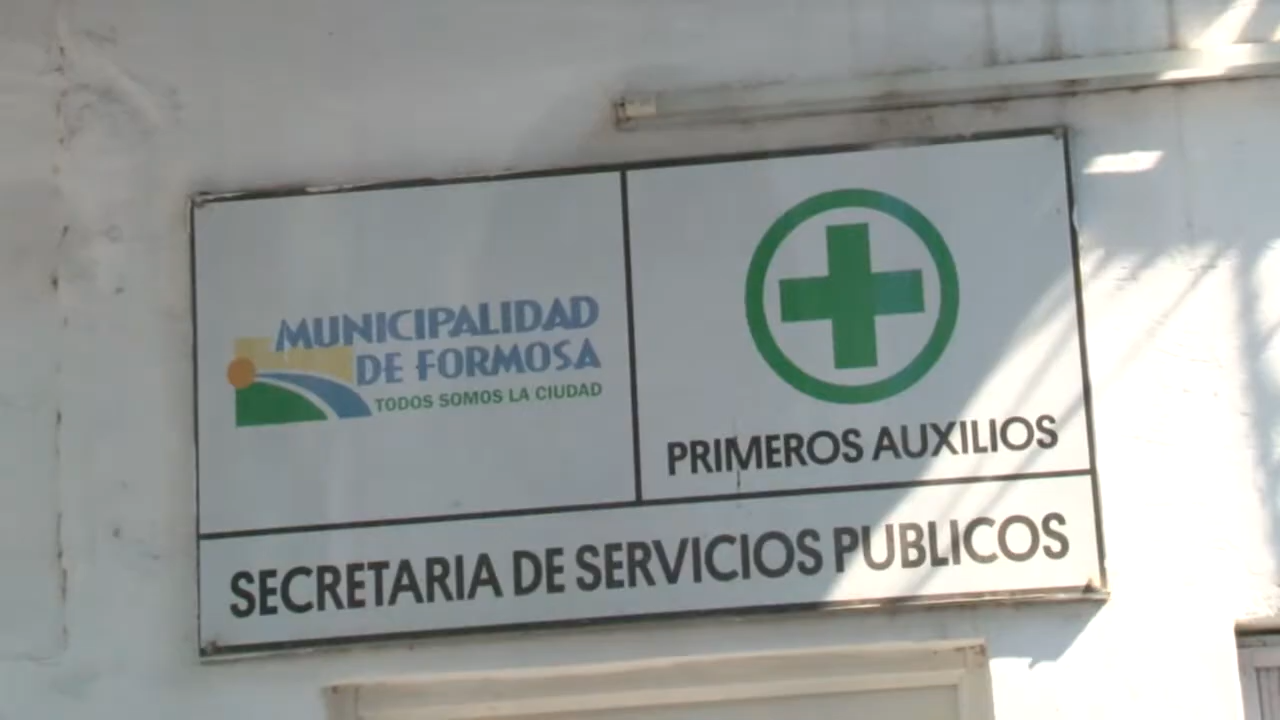 MUNICIPALIDAD
DE FORMOSA
TODOS SOMOS LA CIUDAD
PRIMEROS AUXILIOS
SECRETARIA DE SERVICIOS PUBLICOS